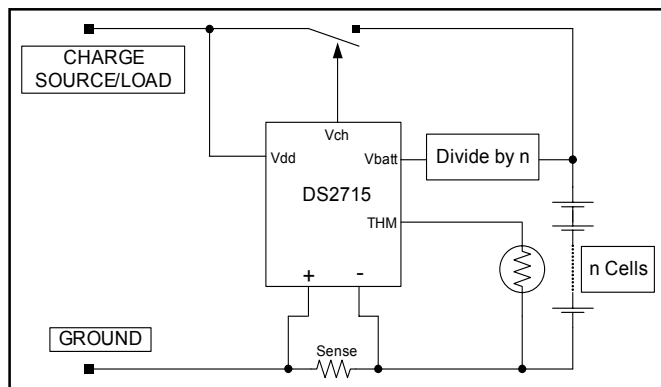 CHARGE
SOURCE/LOAD
Vch
Vdd
Vbatt
Divide by n
DS2715
THM
+
-
n Cells
GROUND
Sense